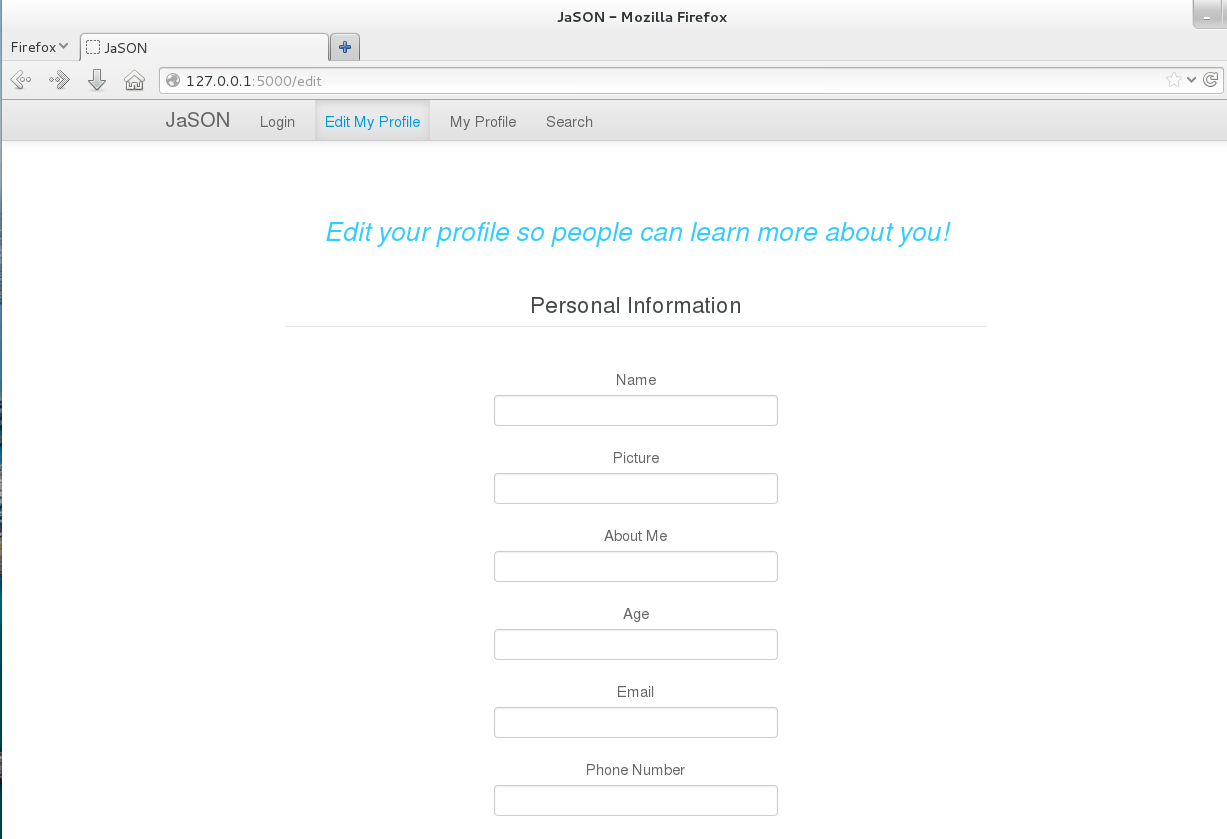 JaSON - Mozilla Firefox
Firefox JaSON
127.0.0.1:5000/edit
JaSON Login Edit My Profile My Profile Search
Edit your profile so people can learn more about you!
Personal Information
Name
Picture
About Me
Age
Email
Phone Number